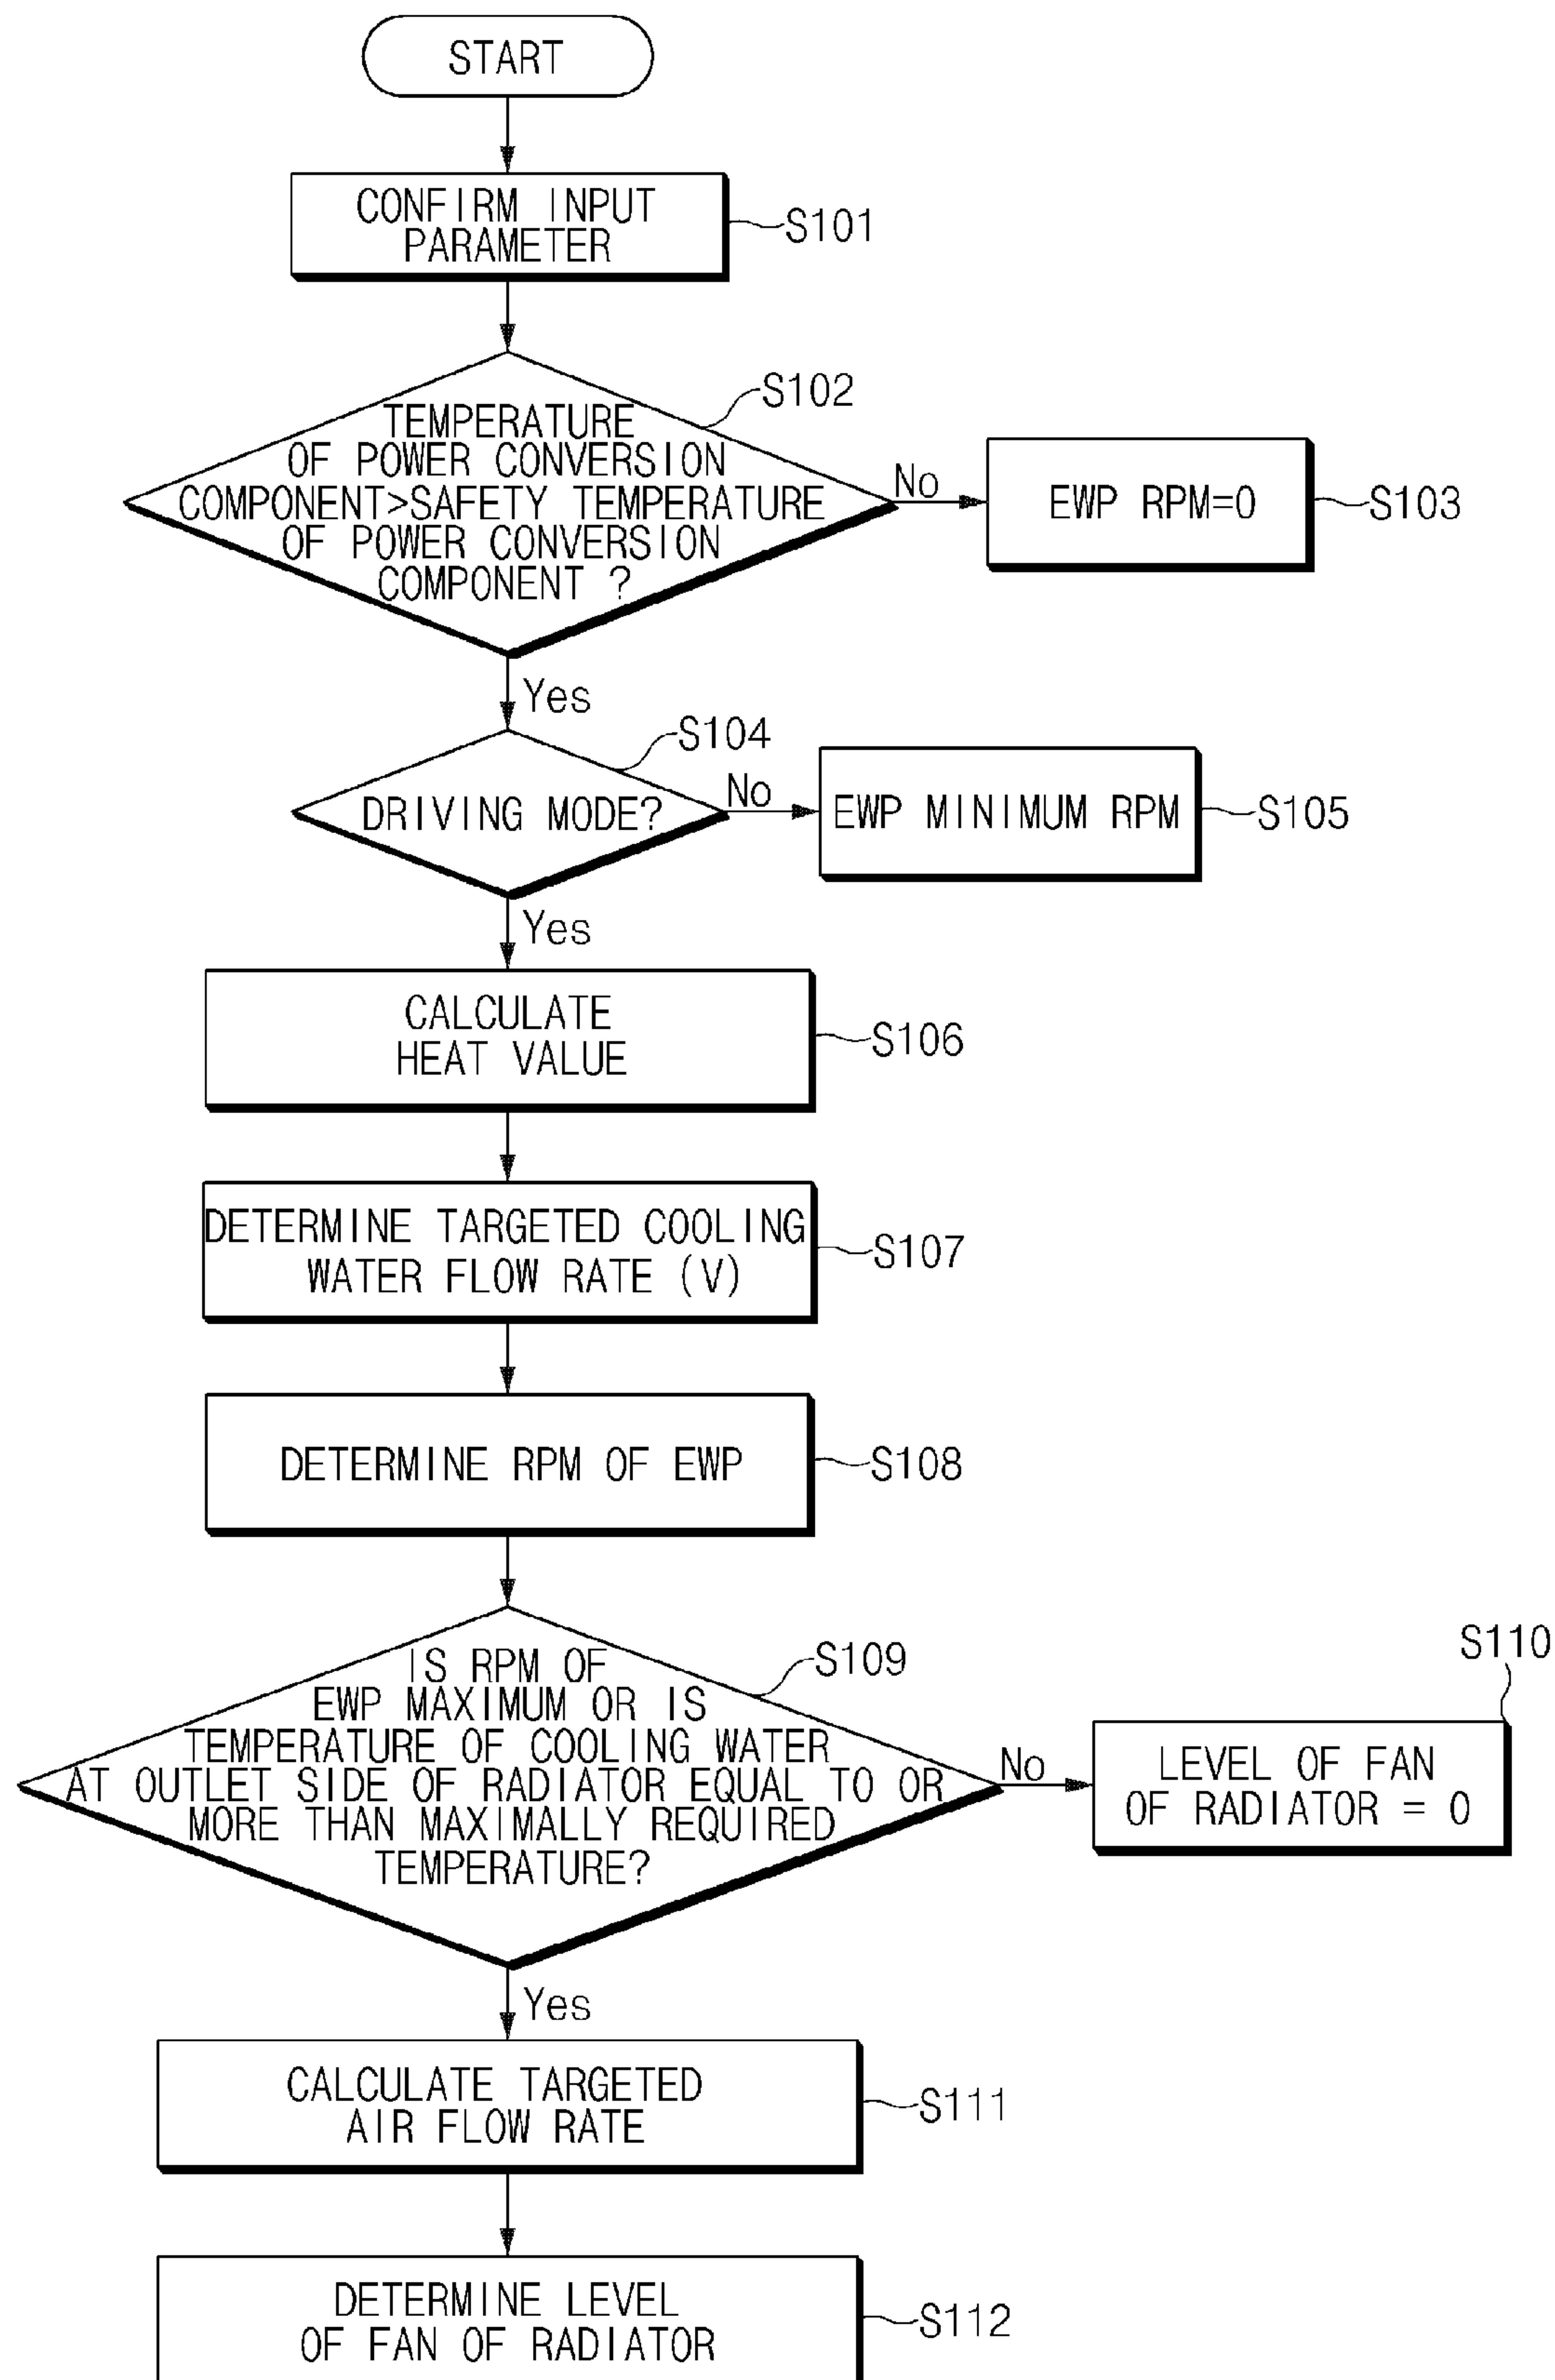 START
CONFIRM INPUT
PARAMETER
S101
S102
TEMPERATURE
OF POWER CONVERSION
COMPONENT>SAFETY TEMPERATURE
OF POWER CONVERSION
COMPONENT ?
No
EWP RPM=0
S103
Yes
S104
DRIVING MODE?
No
EWP MINIMUM RPM
S105
Yes
CALCULATE
HEAT VALUE
S106
DETERMINE TARGETED COOLING
WATER FLOW RATE (V)
S107
DETERMINE RPM OF EWP
S108
IS RPM OF
EWP MAXIMUM OR IS
TEMPERATURE OF COOLING WATER
AT OUTLET SIDE OF RADIATOR EQUAL TO OR
MORE THAN MAXIMALLY REQUIRED
TEMPERATURE?
S109
No
S110
LEVEL OF FAN
OF RADIATOR = 0
Yes
CALCULATE TARGETED
AIR FLOW RATE
S111
DETERMINE LEVEL
OF FAN OF RADIATOR
S112